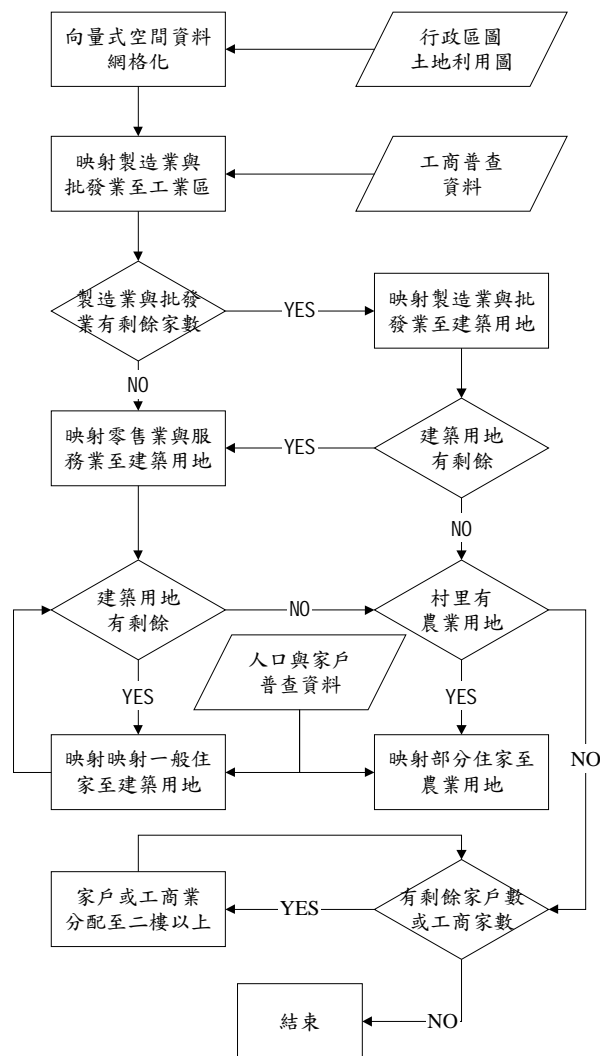 向量式空間資料
網格化
行政區圖
土地利用圖
映射製造業與
批發業至工業區
工商普查
資料
製造業與批發
業有剩餘家數
YES
映射製造業與批
發業至建築用地
NO
映射零售業與服
務業至建築用地
YES
建築用地
有剩餘
NO
建築用地
有剩餘
NO
村里有
農業用地
人口與家戶
普查資料
YES
YES
映射映射一般住
家至建築用地
映射部分住家至
農業用地
NO
家戶或工商業
分配至二樓以上
YES
有剩餘家戶數
或工商家數
結束
NO